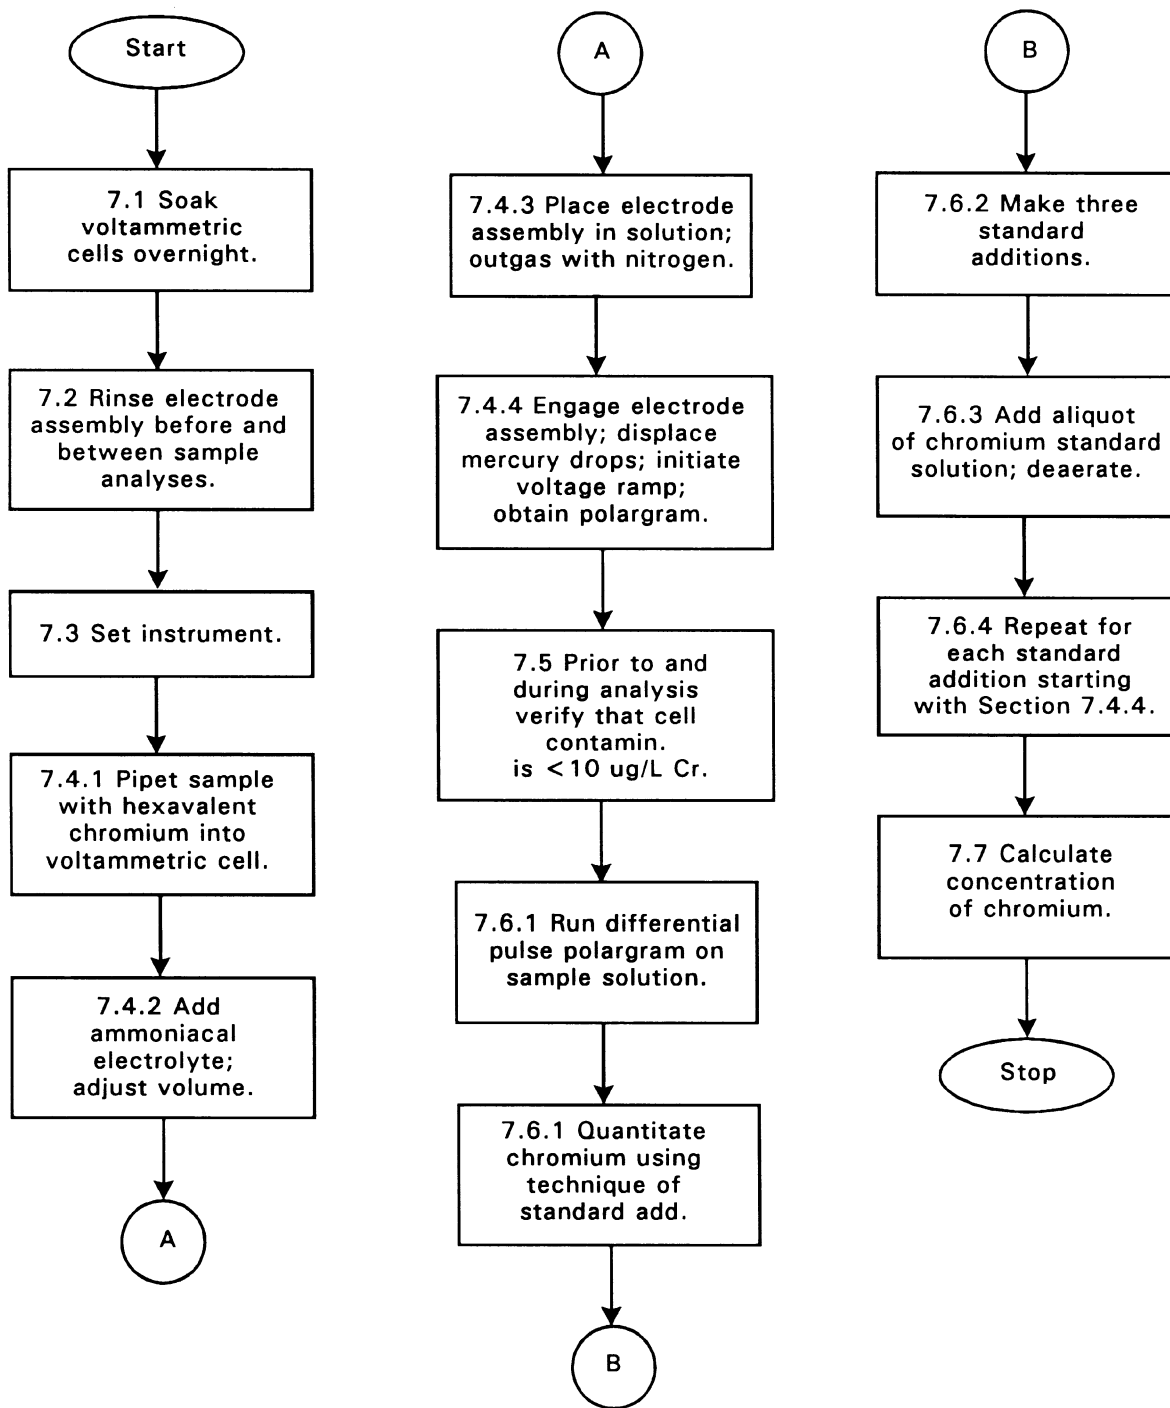 Start
7.1 Soak
voltammetric
cells overnight.
7.2 Rinse electrode
assembly before and
between sample
analyses.
7.3 Set instrument.
7.4.1 Pipet sample
with hexavalent
chromium into
voltammetric cell.
7.4.2 Add
ammoniacal
electrolyte;
adjust volume.
A
A
7.4.3 Place electrode
assembly in solution;
outgas with nitrogen.
7.4.4 Engage electrode
assembly; displace
mercury drops; initiate
voltage ramp;
obtain polargram.
7.5 Prior to and
during analysis
verify that cell
contamin.
is <10 ug/L Cr.
7.6.1 Run differential
pulse polargram on
sample solution.
7.6.1 Quantitate
chromium using
technique of
standard add.
B
B
7.6.2 Make three
standard
additions.
7.6.3 Add aliquot
of chromium standard
solution; deaerate.
7.6.4 Repeat for
each standard
addition starting
with Section 7.4.4.
7.7 Calculate
concentration
of chromium.
Stop